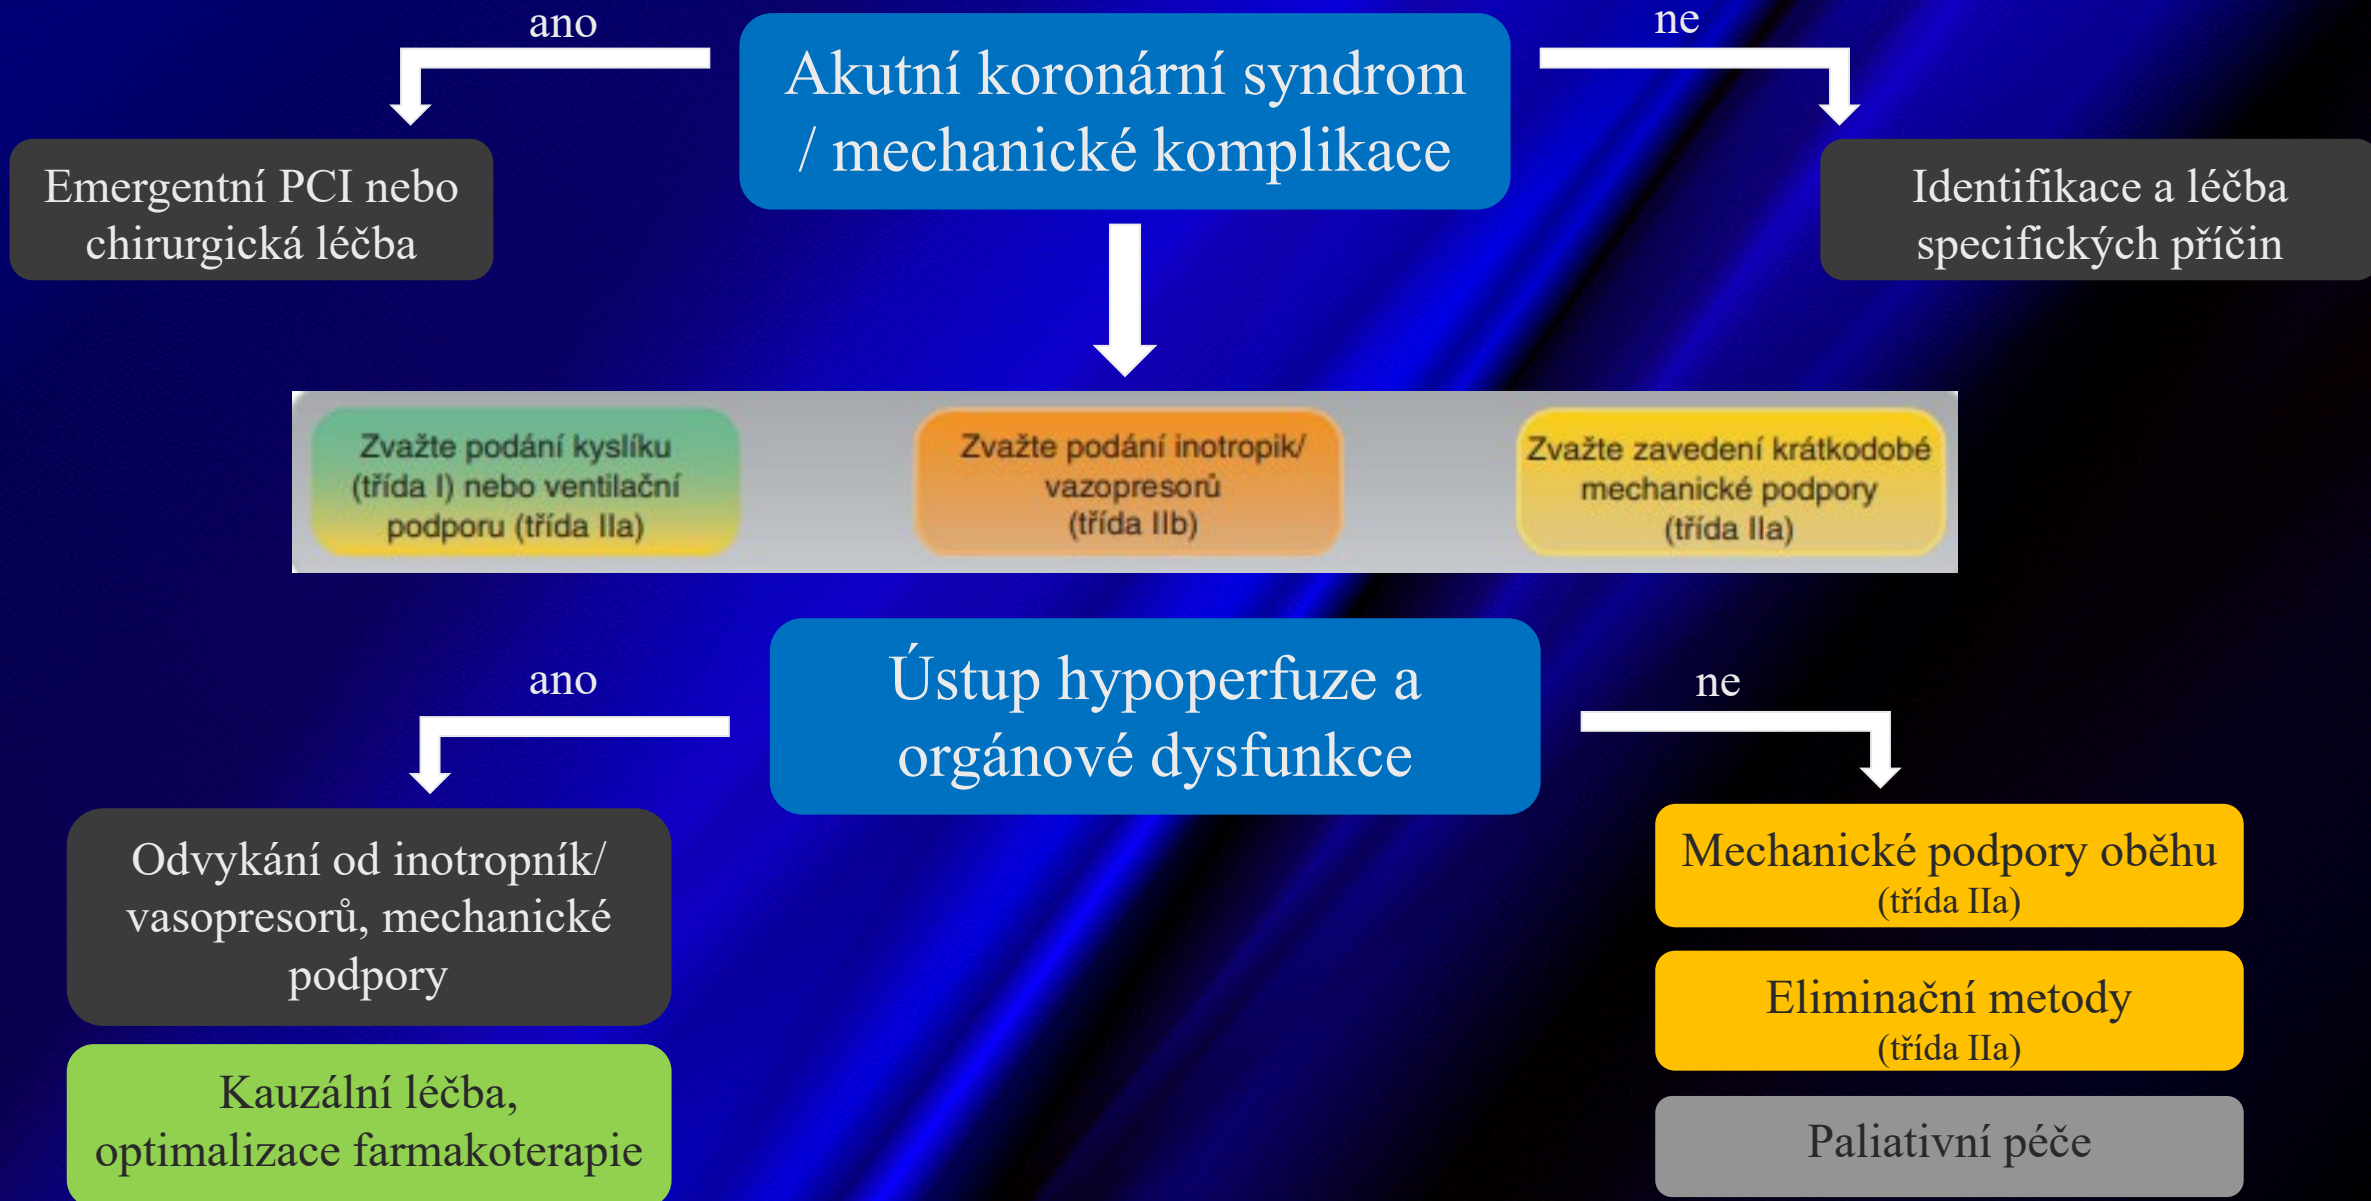 ano
Akutní koronární syndrom
/ mechanické komplikace
ne
Emergentní PCI nebo
chirurgická léčba
Identifikace a léčba
specifických příčin
Zvažte podání kyslíku
(třída I) nebo ventilační
podporu (třída IIa)
Zvažte podání inotropik/
vazopresorů
(třída IIb)
Zvažte zavedení krátkodobé
mechanické podpory
(třída IIa)
ano
Ústup hypoperfuze a
orgánové dysfunkce
ne
Odvykání od inotropník/
vasopresorů, mechanické
podpory
Kauzální léčba,
optimalizace farmakoterapie
Mechanické podpory oběhu
(třída IIa)
Eliminační metody
(třída IIa)
Paliativní péče